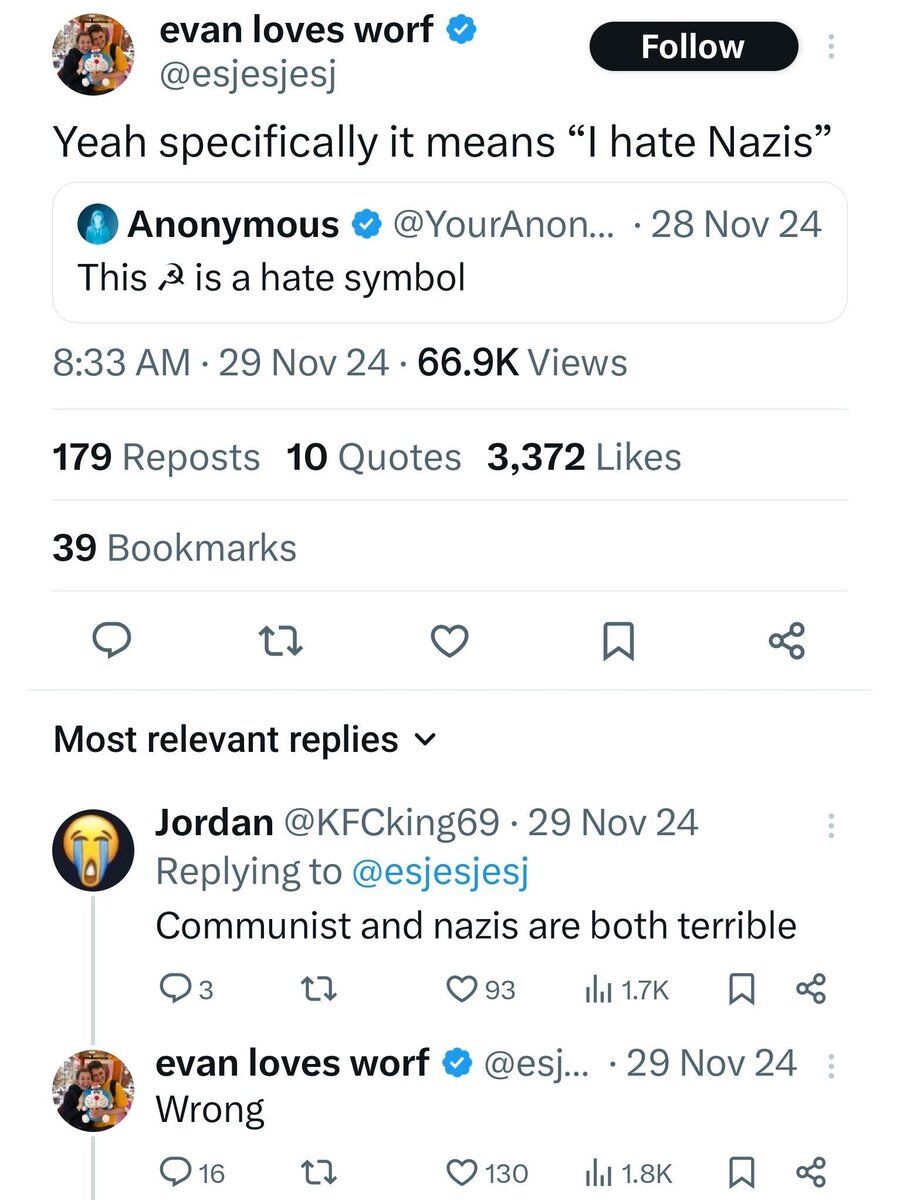 evan loves worf
Follow
@esjesjesj
Yeah specifically it means “I hate Nazis”
Anonymous @YourAnon... · 28 Nov 24
This ☭ is a hate symbol
8:33 AM · 29 Nov 24 · 66.9K Views
179 Reposts 10 Quotes 3,372 Likes
39 Bookmarks
Most relevant replies
Jordan @KFCking69 · 29 Nov 24
Replying to @esjesjesj
Communist and nazis are both terrible
3 93 1.7K
evan loves worf @esj... · 29 Nov 24
Wrong
16 130 1.8K